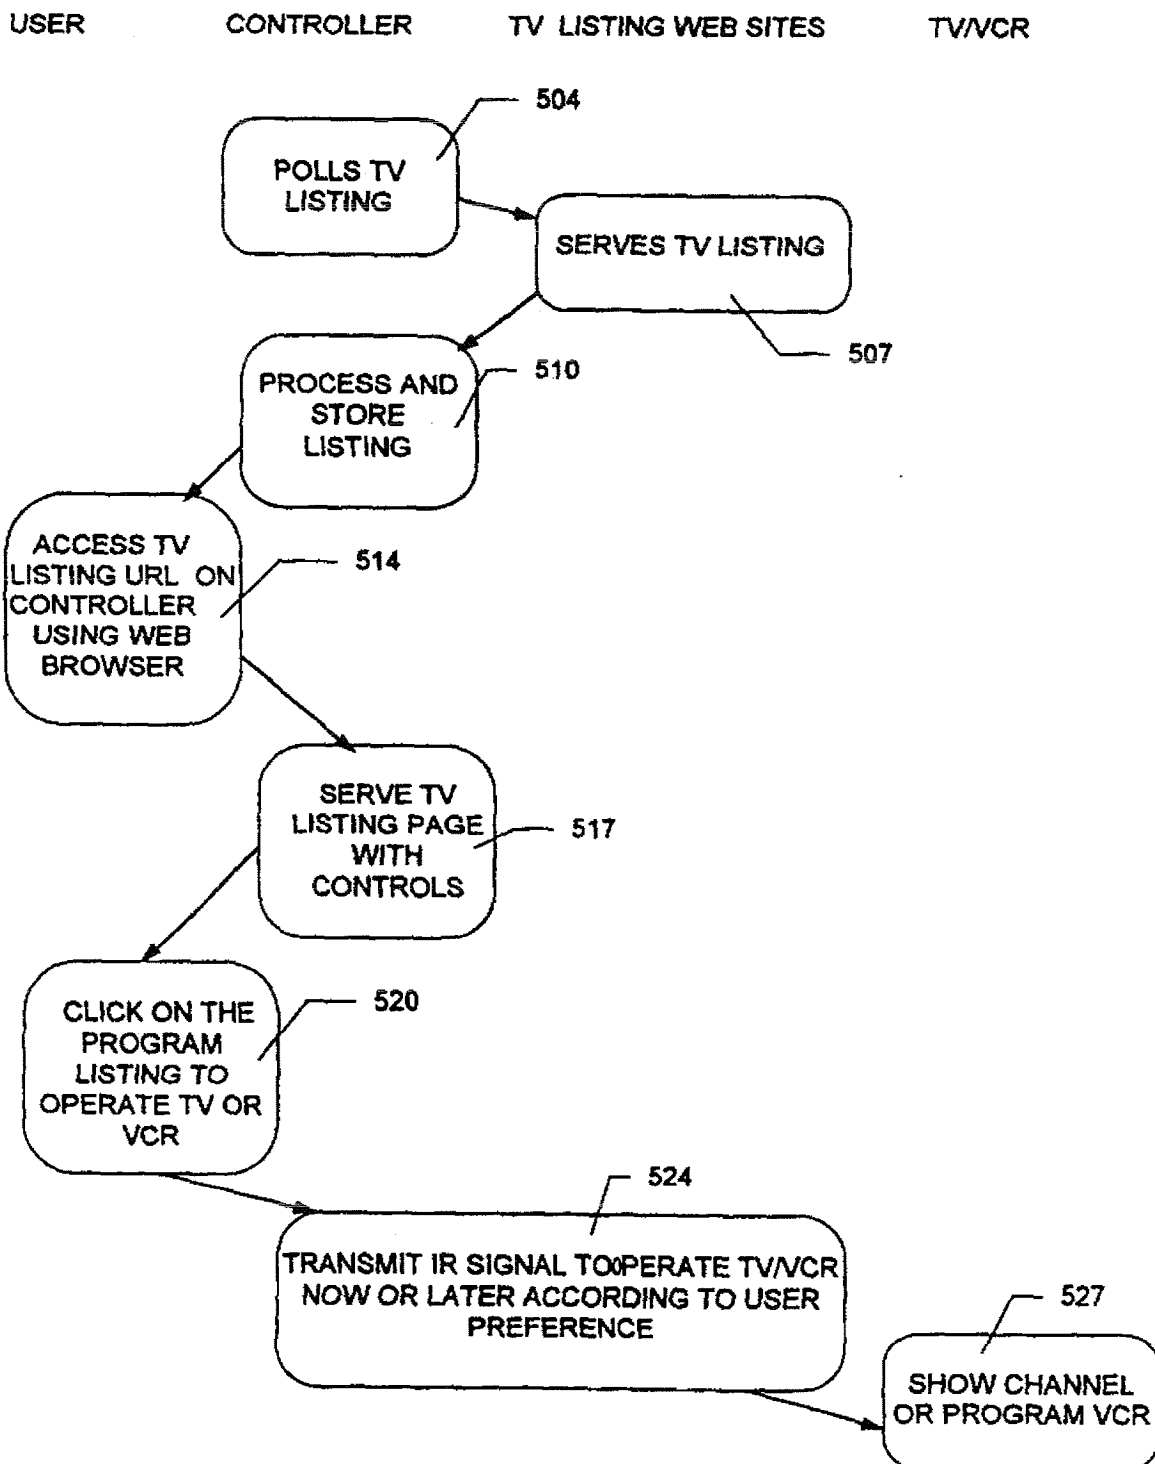 USER CONTROLLER TV LISTING WEB SITES TV/VCR
504
POLLS TV
LISTING
SERVES TV LISTING
507
510
PROCESS AND
STORE
LISTING
514
ACCESS TV
LISTING URL ON
CONTROLLER
USING WEB
BROWSER
SERVE TV
LISTING PAGE
WITH
CONTROLS
517
520
CLICK ON THE
PROGRAM
LISTING TO
OPERATE TV OR
VCR
524
TRANSMIT IR SIGNAL TO OPERATE TV/VCR
NOW OR LATER ACCORDING TO USER
PREFERENCE
527
SHOW CHANNEL
OR PROGRAM VCR